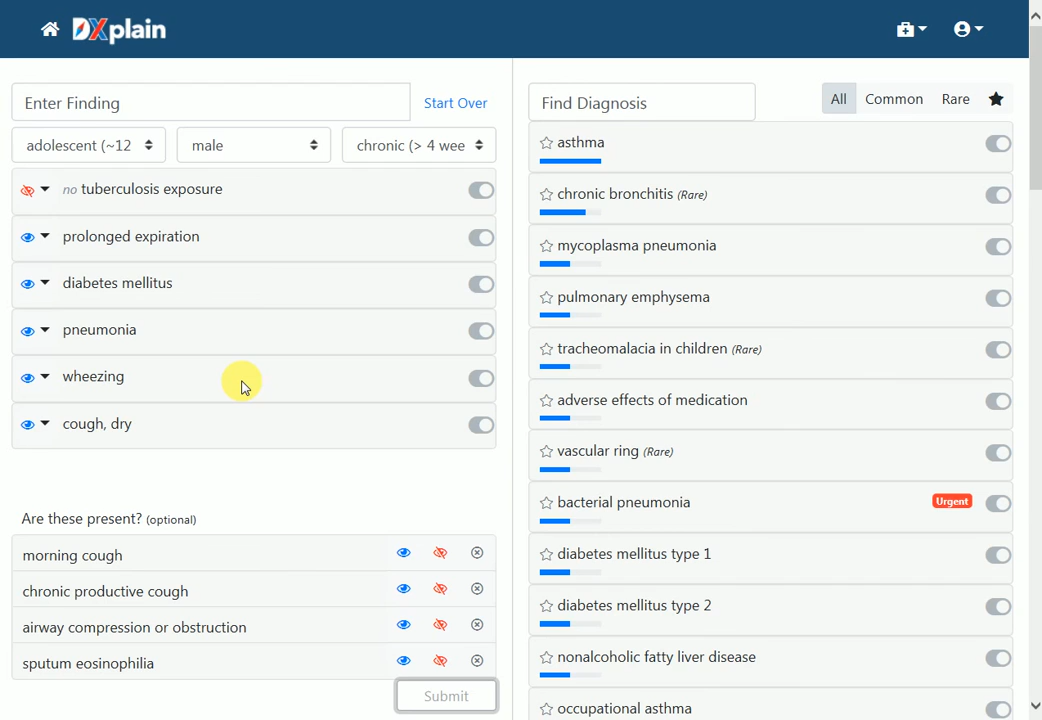 DXplain
Enter Finding
Start Over
adolescent (~12
male
chronic (> 4 wee
no tuberculosis exposure
prolonged expiration
diabetes mellitus
pneumonia
wheezing
cough, dry
Are these present? (optional)
morning cough
chronic productive cough
airway compression or obstruction
sputum eosinophilia
Submit
Find Diagnosis
All
Common
Rare
asthma
chronic bronchitis (Rare)
mycoplasma pneumonia
pulmonary emphysema
tracheomalacia in children (Rare)
adverse effects of medication
vascular ring (Rare)
bacterial pneumonia
Urgent
diabetes mellitus type 1
diabetes mellitus type 2
nonalcoholic fatty liver disease
occupational asthma